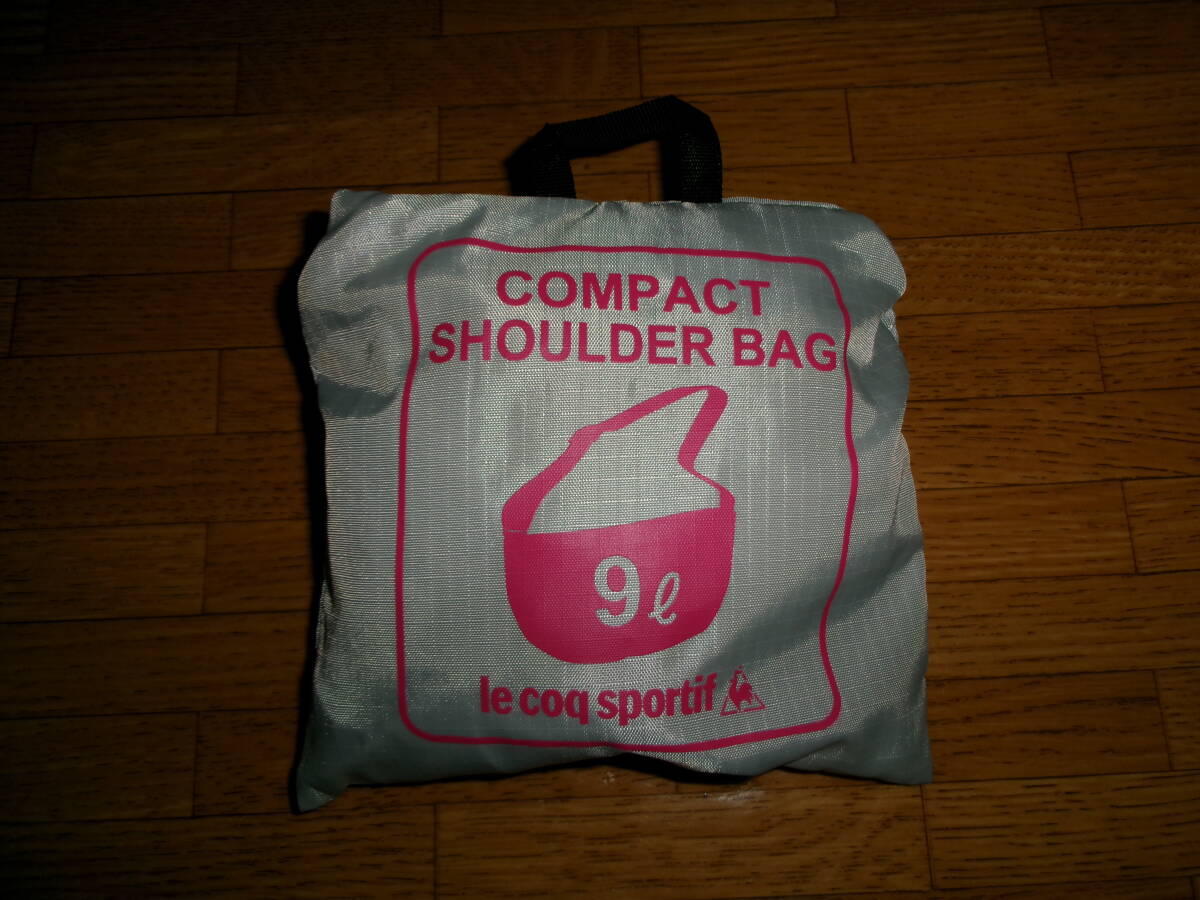 COMPACT
SHOULDER BAG
9ℓ
le coq sportif